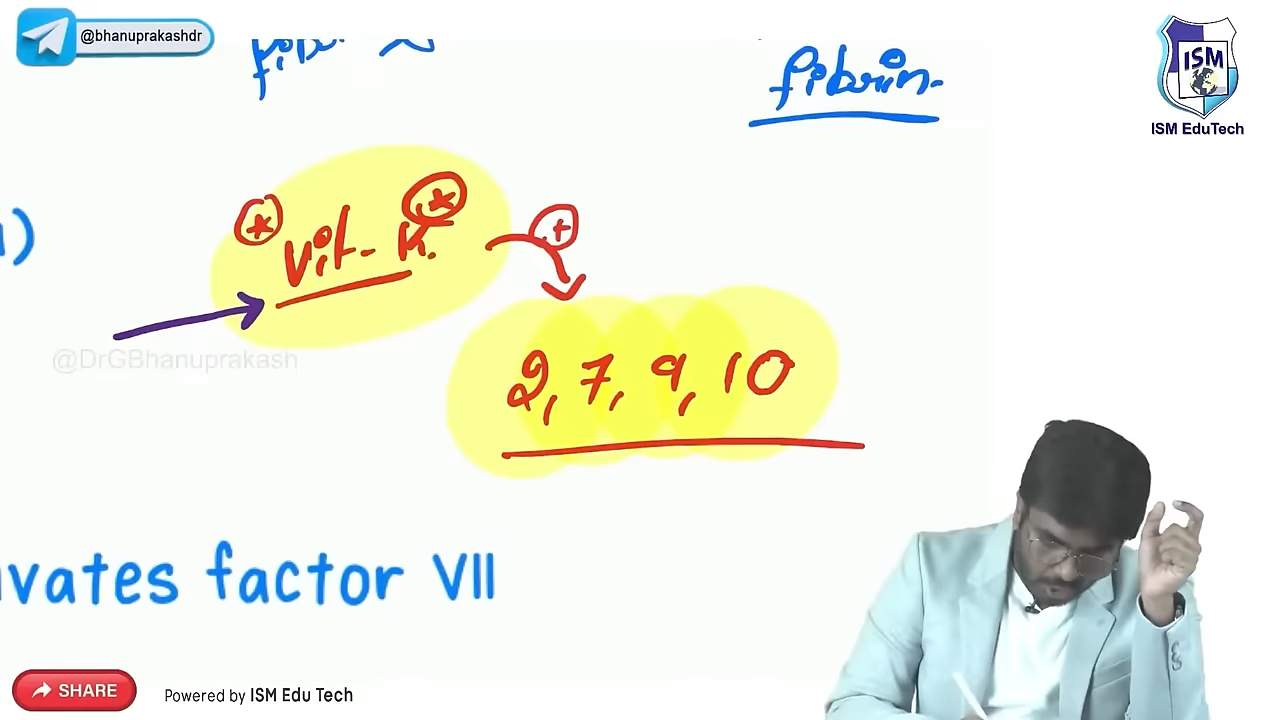 @bhanuprakashdr
fibrin.
ISM
ISM EduTech
Vit. K.
+
@DrGBhanuprakash
2, 7, 9, 10
vates factor VII
SHARE
Powered by ISM Edu Tech